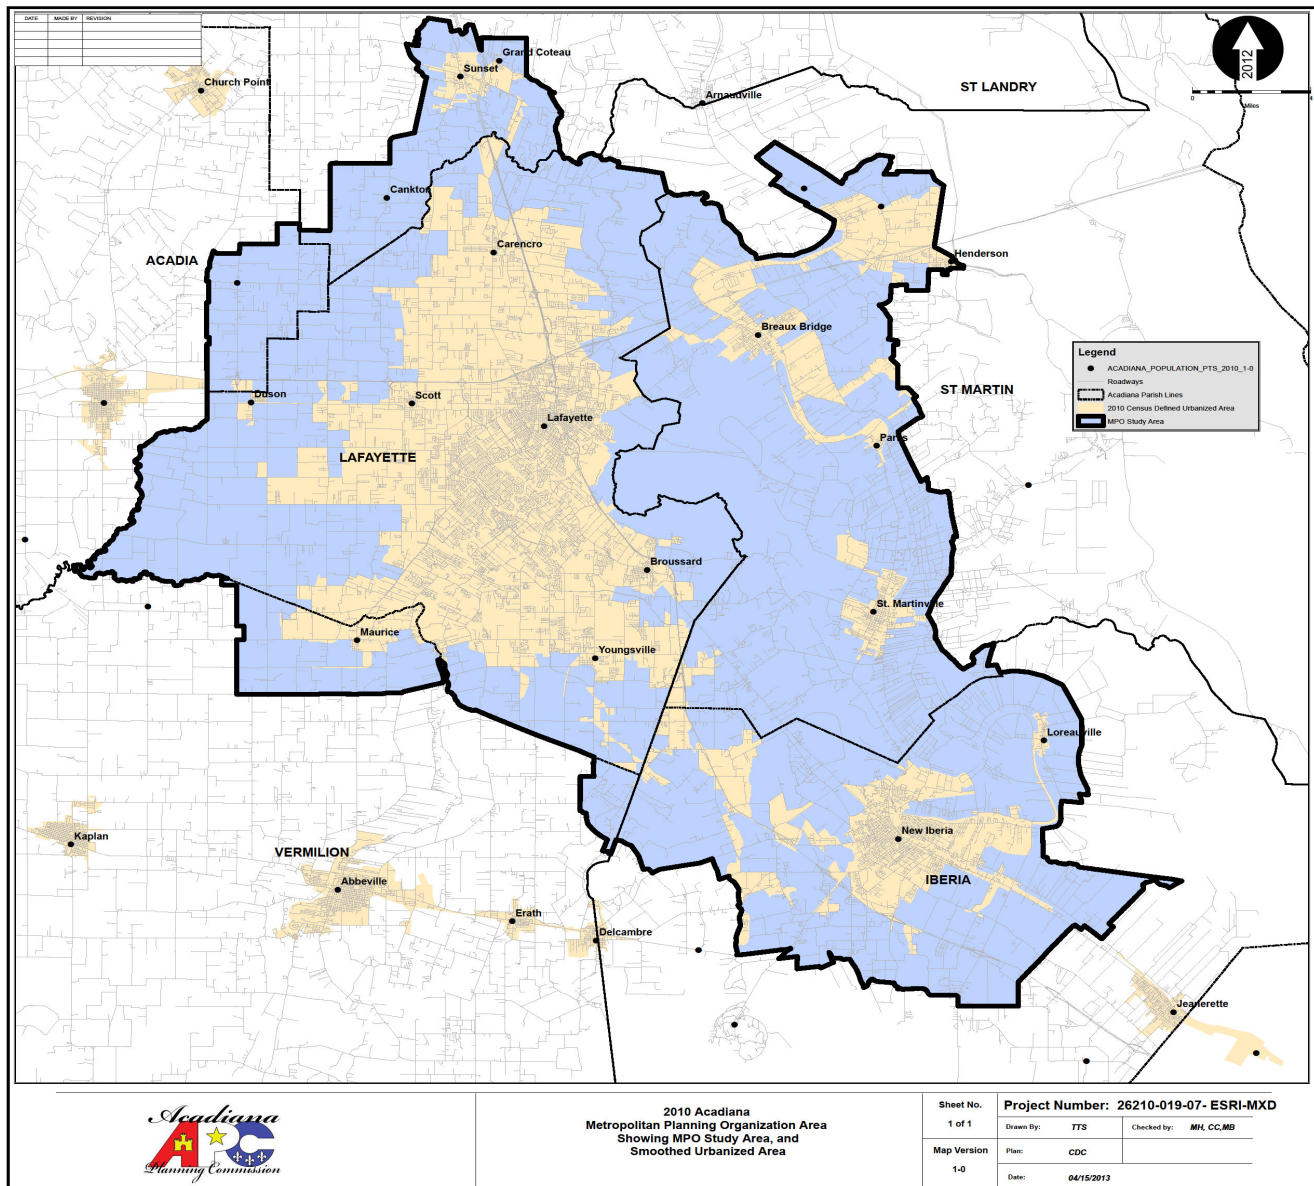 DATE MADE BY REVISION
2012
0 4
Miles
Grand Coteau
Sunset
Church Point
Arnaudville
ST LANDRY
Cankton
Carencro
ACADIA
Henderson
Breaux Bridge
Legend
ACADIANA_POPULATION_PTS_2010_1-0
Roadways
Acadiana Parish Lines
2010 Census Defined Urbanized Area
MPO Study Area
ST MARTIN
Duson
Scott
Lafayette
Parks
LAFAYETTE
Broussard
St. Martinville
Maurice
Youngsville
Loreauville
Kaplan
New Iberia
VERMILION
Abbeville
IBERIA
Erath
Delcambre
Jeanerette
Acadiana
APC
Planning Commission
2010 Acadiana
Metropolitan Planning Organization Area
Showing MPO Study Area, and
Smoothed Urbanized Area
Sheet No.
1 of 1
Map Version
1-0
Project Number: 26210-019-07- ESRI-MXD
Drawn By: TTS Checked by: MH, CC,MB
Plan: CDC
Date: 04/15/2013